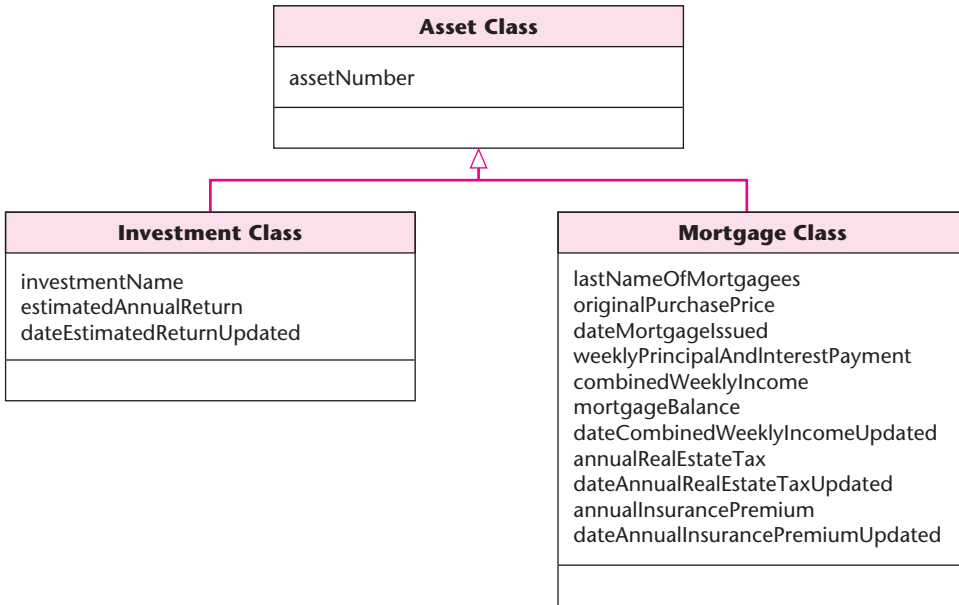 Asset Class
assetNumber
Investment Class
investmentName
estimatedAnnualReturn
dateEstimatedReturnUpdated
Mortgage Class
lastNameOfMortgagees
originalPurchasePrice
dateMortgageIssued
weeklyPrincipalAndInterestPayment
combinedWeeklyIncome
mortgageBalance
dateCombinedWeeklyIncomeUpdated
annualRealEstateTax
dateAnnualRealEstateTaxUpdated
annualInsurancePremium
dateAnnualInsurancePremiumUpdated